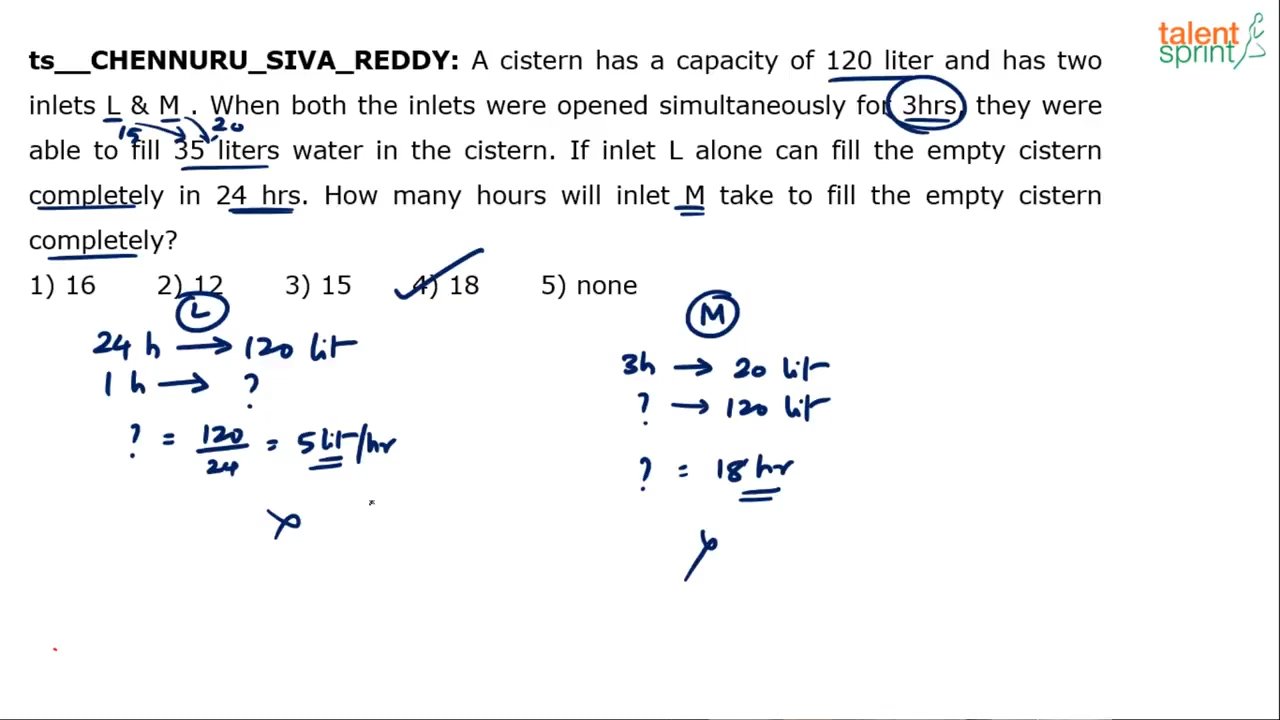 talent
sprint
ts__CHENNURU_SIVA_REDDY: A cistern has a capacity of 120 liter and has two
inlets L & M . When both the inlets were opened simultaneously for 3hrs, they were
15 20
able to fill 35 liters water in the cistern. If inlet L alone can fill the empty cistern
completely in 24 hrs. How many hours will inlet M take to fill the empty cistern
completely?
1) 16 2) 12 3) 15 4) 18 5) none
L
24 h → 120 lit
1 h → ?
? = 120/24 = 5 lit/hr
M
3h → 20 lit
? → 120 lit
? = 18 hr